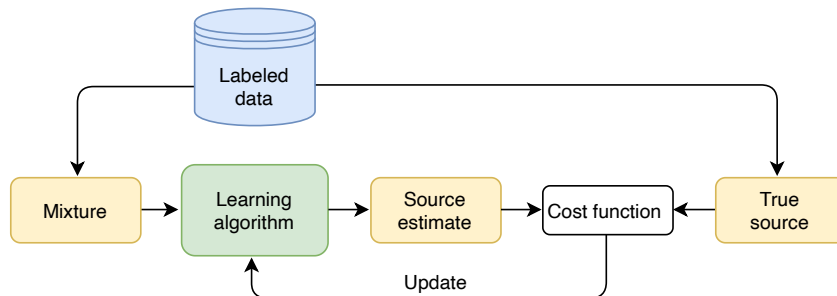 Labeled
data
Mixture
Learning
algorithm
Source
estimate
Cost function
True
source
Update